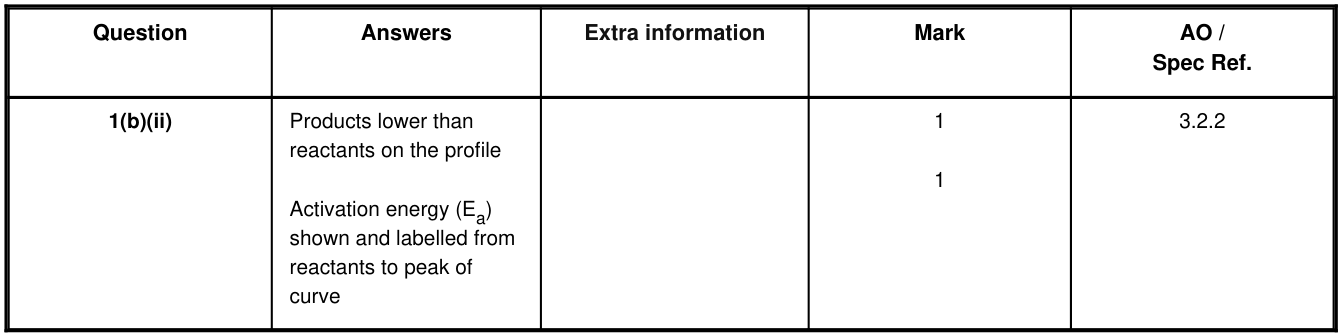 Question Answers Extra information Mark AO /
Spec Ref.
1(b)(ii) Products lower than 1 3.2.2
reactants on the profile
1
Activation energy (Ea)
shown and labelled from
reactants to peak of
curve